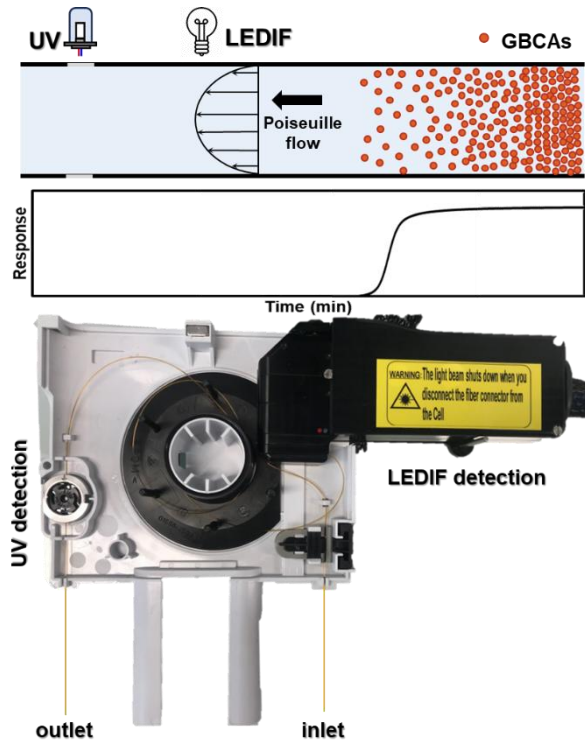 UV
LEDIF
GBCAs
Poiseuille
flow
Response
Time (min)
WARNING: The light beam shuts down when you
disconnect the fiber connector from
the Cell
LEDIF detection
UV detection
outlet
inlet